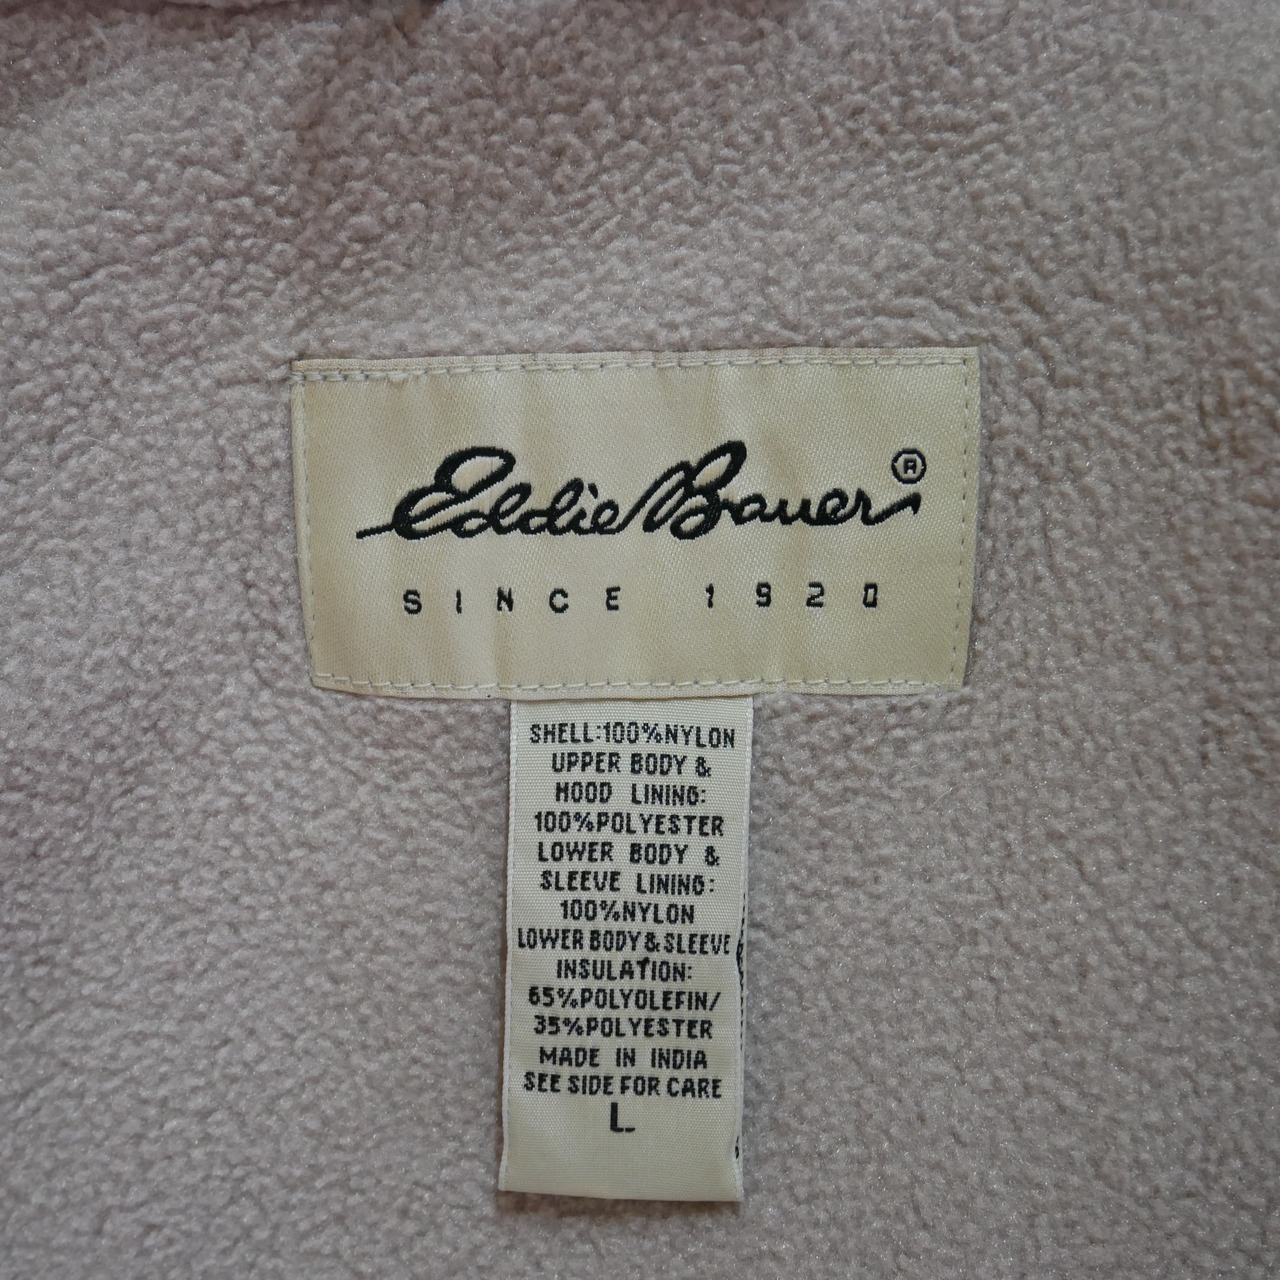 Eddie Bauer ®
SINCE 1920
SHELL:100%NYLON
UPPER BODY &
HOOD LINING:
100%POLYESTER
LOWER BODY &
SLEEVE LINING:
100%NYLON
LOWER BODY & SLEEVE
INSULATION:
65%POLYOLEFIN/
35%POLYESTER
MADE IN INDIA
SEE SIDE FOR CARE
L